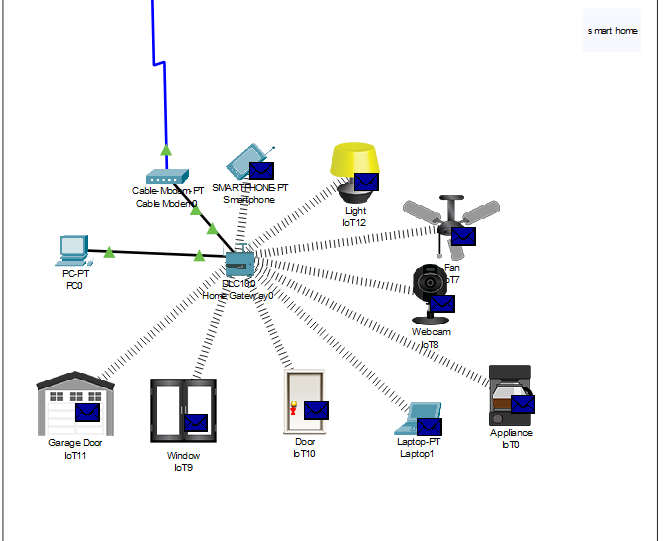 smart home
Cable-Modem-PT
Cable Modem0
SMARTPHONE-PT
Smartphone
Light
IoT12
Fan
IoT7
PC-PT
PC0
DLC100
Home Gateway0
Webcam
IoT8
Garage Door
IoT11
Window
IoT9
Door
IoT10
Laptop-PT
Laptop1
Appliance
IoT0